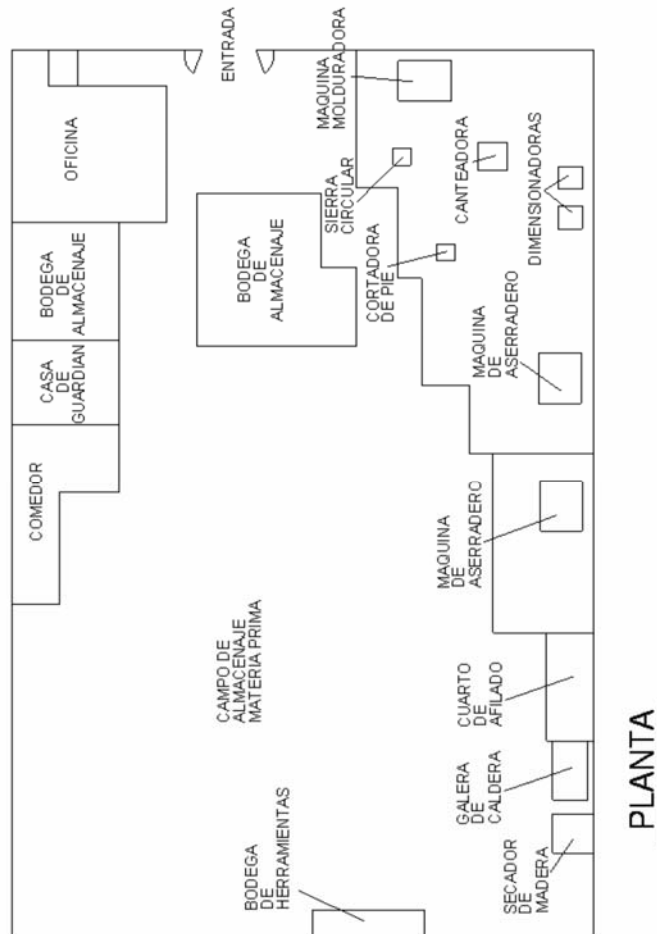 OFICINA
ENTRADA
BODEGA
DE
ALMACENAJE
CASA
DE
GUARDIAN
COMEDOR
BODEGA
DE
ALMACENAJE
MAQUINA
MOLDURADORA
SIERRA
CIRCULAR
CANTEADORA
DIMENSIONADORAS
CORTADORA
DE PIE
MAQUINA
DE
ASERRADERO
MAQUINA
DE
ASERRADERO
CAMPO DE
ALMACENAJE
MATERIA PRIMA
CUARTO
DE
AFILADO
GALERA
DE
CALDERA
SECADOR
DE
MADERA
BODEGA
DE
HERRAMIENTAS
PLANTA